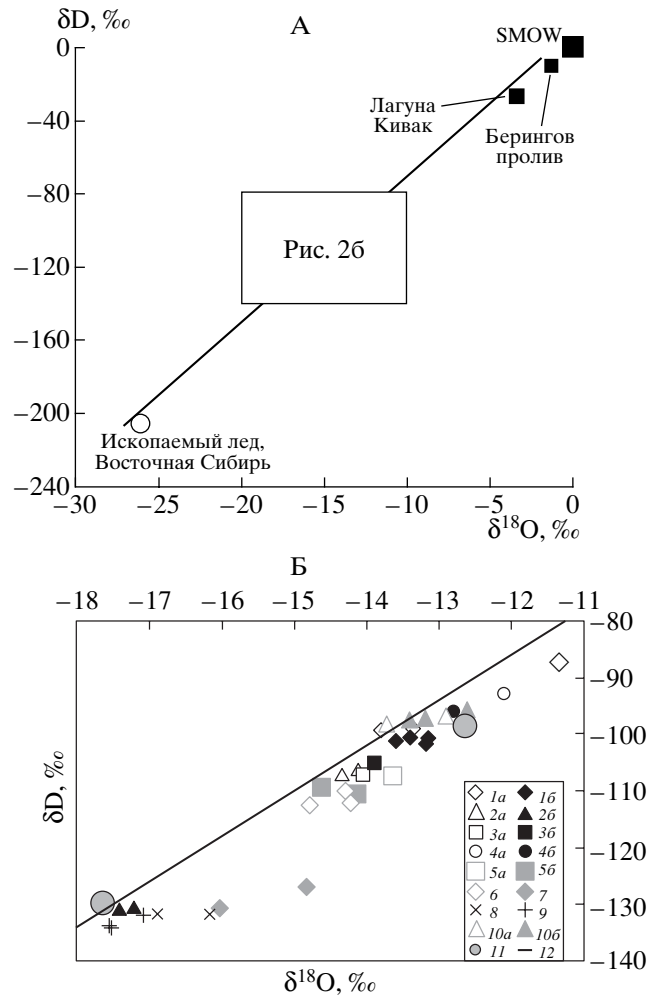 А
δD, ‰
SMOW
0
Лагуна
Кивак
−40
Берингов
пролив
−80
Рис. 2б
−120
−160
−200
Ископаемый лед,
Восточная Сибирь
−240
−30 −25 −20 −15 −10 −5 0
δ18O, ‰
Б
−18 −17 −16 −15 −14 −13 −12 −11
−80
−90
−100
−110
−120
−130
−140
δD, ‰
1а 1б
2а 2б
3а 3б
4а 4б
5а 5б
6 7
8 9
10а 10б
11 12
δ18O, ‰